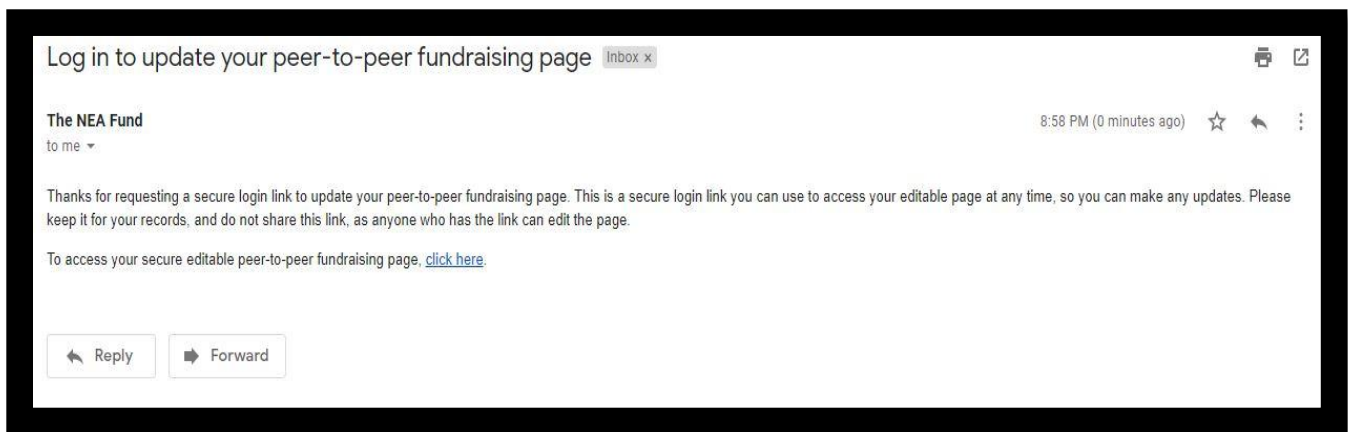 Log in to update your peer-to-peer fundraising page Inbox x
The NEA Fund 8:58 PM (0 minutes ago)
to me
Thanks for requesting a secure login link to update your peer-to-peer fundraising page. This is a secure login link you can use to access your editable page at any time, so you can make any updates. Please
keep it for your records, and do not share this link, as anyone who has the link can edit the page.
To access your secure editable peer-to-peer fundraising page, click here.
Reply Forward